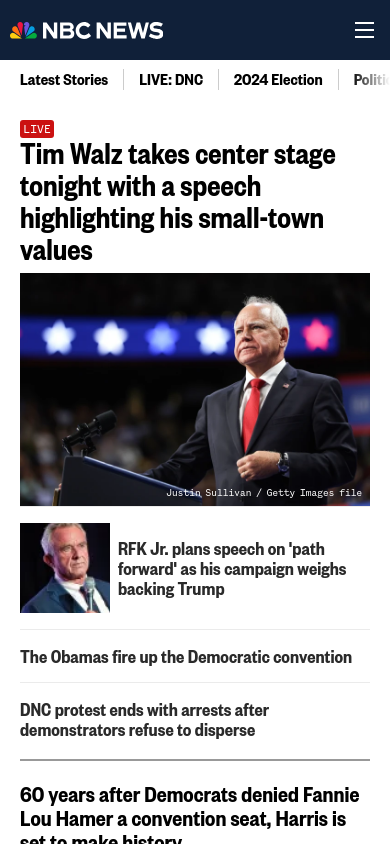 NBC NEWS
Latest Stories
LIVE: DNC
2024 Election
LIVE
Tim Walz takes center stage
tonight with a speech
highlighting his small-town
values
Justin Sullivan / Getty Images file
RFK Jr. plans speech on 'path
forward' as his campaign weighs
backing Trump
The Obamas fire up the Democratic convention
DNC protest ends with arrests after
demonstrators refuse to disperse
60 years after Democrats denied Fannie
Lou Hamer a convention seat, Harris is
set to make history